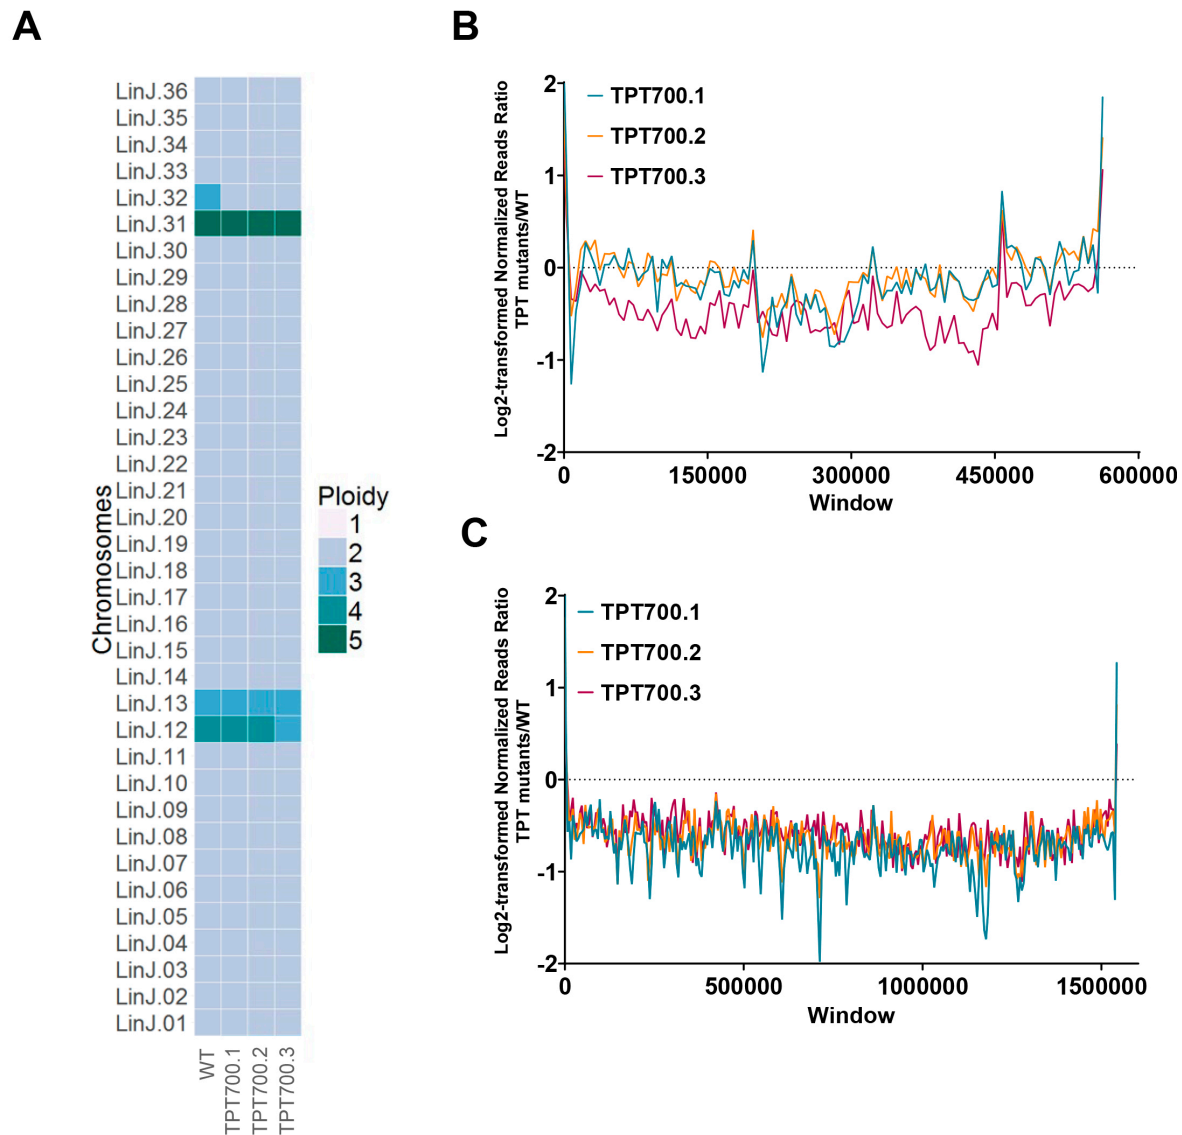 A
LinJ.36
LinJ.35
LinJ.34
LinJ.33
LinJ.32
LinJ.31
LinJ.30
LinJ.29
LinJ.28
LinJ.27
LinJ.26
LinJ.25
LinJ.24
LinJ.23
LinJ.22
LinJ.21
LinJ.20
LinJ.19
LinJ.18
LinJ.17
LinJ.16
LinJ.15
LinJ.14
LinJ.13
LinJ.12
LinJ.11
LinJ.10
LinJ.09
LinJ.08
LinJ.07
LinJ.06
LinJ.05
LinJ.04
LinJ.03
LinJ.02
LinJ.01
Chromosomes
WT
TPT700.1
TPT700.2
TPT700.3
Ploidy
1
2
3
4
5
B
Log2-transformed Normalized Reads Ratio
TPT mutants/WT
2
1
0
-1
-2
TPT700.1
TPT700.2
TPT700.3
0 150000 300000 450000 600000
Window
C
Log2-transformed Normalized Reads Ratio
TPT mutants/WT
2
1
0
-1
-2
TPT700.1
TPT700.2
TPT700.3
0 500000 1000000 1500000
Window